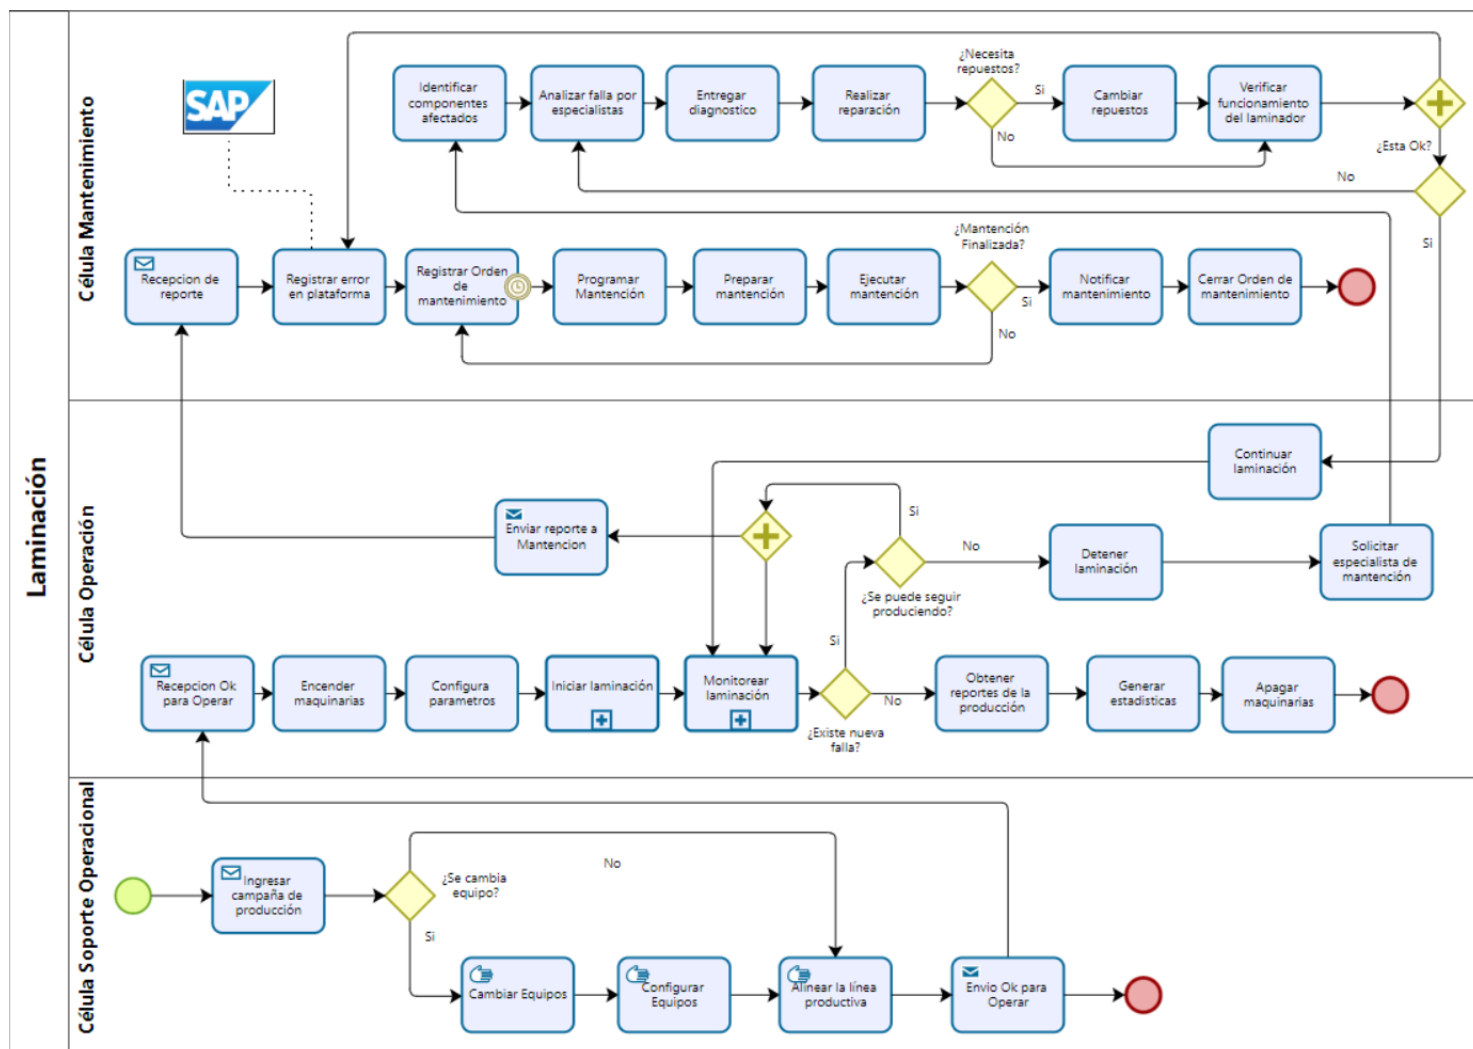 Laminación
Célula Mantenimiento
SAP
Identificar
componentes
afectados
Analizar falla por
especialistas
Entregar
diagnostico
Realizar
reparación
¿Necesita
repuestos?
Si
No
Cambiar
repuestos
Verificar
funcionamiento
del laminador
¿Esta Ok?
No
Si
Recepcion de
reporte
Registrar error
en plataforma
Registrar Orden
de
mantenimiento
Programar
Mantención
Preparar
mantención
Ejecutar
mantención
¿Mantención
Finalizada?
Si
No
Notificar
mantenimiento
Cerrar Orden de
mantenimiento
Célula Operación
Continuar
laminación
Enviar reporte a
Mantencion
Si
No
¿Se puede seguir
produciendo?
Detener
laminación
Solicitar
especialista de
mantención
Recepcion Ok
para Operar
Encender
maquinarias
Configura
parametros
Iniciar laminación
Monitorear
laminación
Si
No
¿Existe nueva
falla?
Obtener
reportes de la
producción
Generar
estadisticas
Apagar
maquinarias
Célula Soporte Operacional
Ingresar
campaña de
producción
¿Se cambia
equipo?
No
Si
Cambiar Equipos
Configurar
Equipos
Alinear la línea
productiva
Envio Ok para
Operar